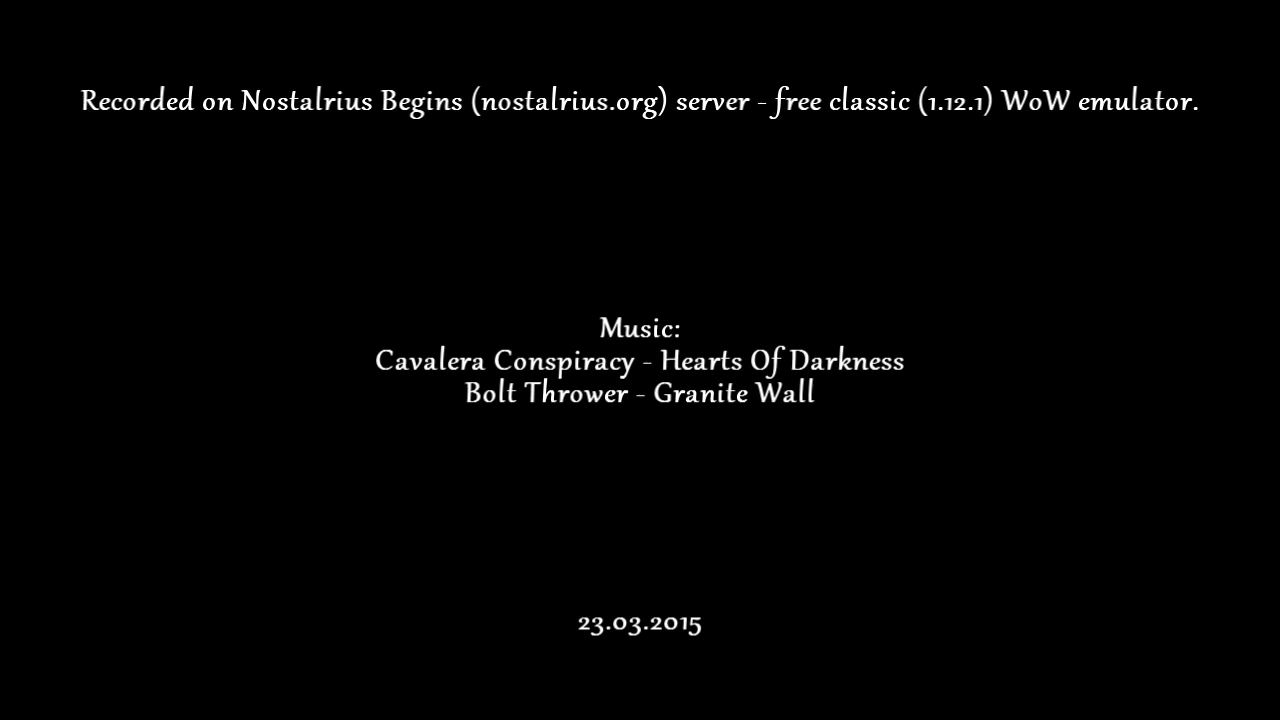 Recorded on Nostalrius Begins (nostalrius.org) server - free classic (1.12.1) WoW emulator.
Music:
Cavalera Conspiracy - Hearts Of Darkness
Bolt Thrower - Granite Wall
23.03.2015